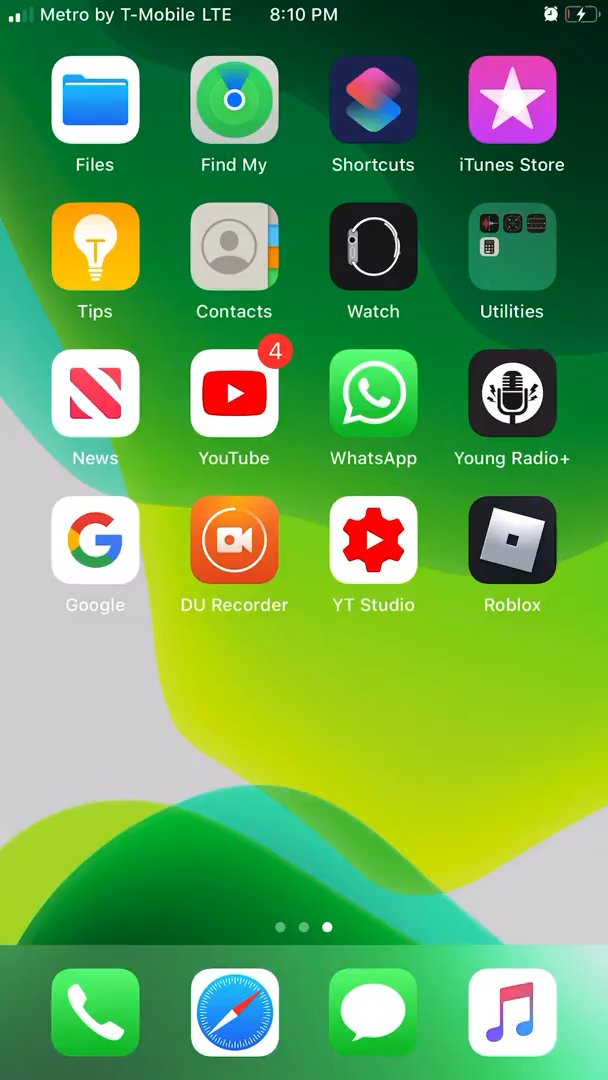 Metro by T-Mobile LTE 8:10 PM
Files Find My Shortcuts iTunes Store
Tips Contacts Watch Utilities
4
News YouTube WhatsApp Young Radio+
Google DU Recorder YT Studio Roblox